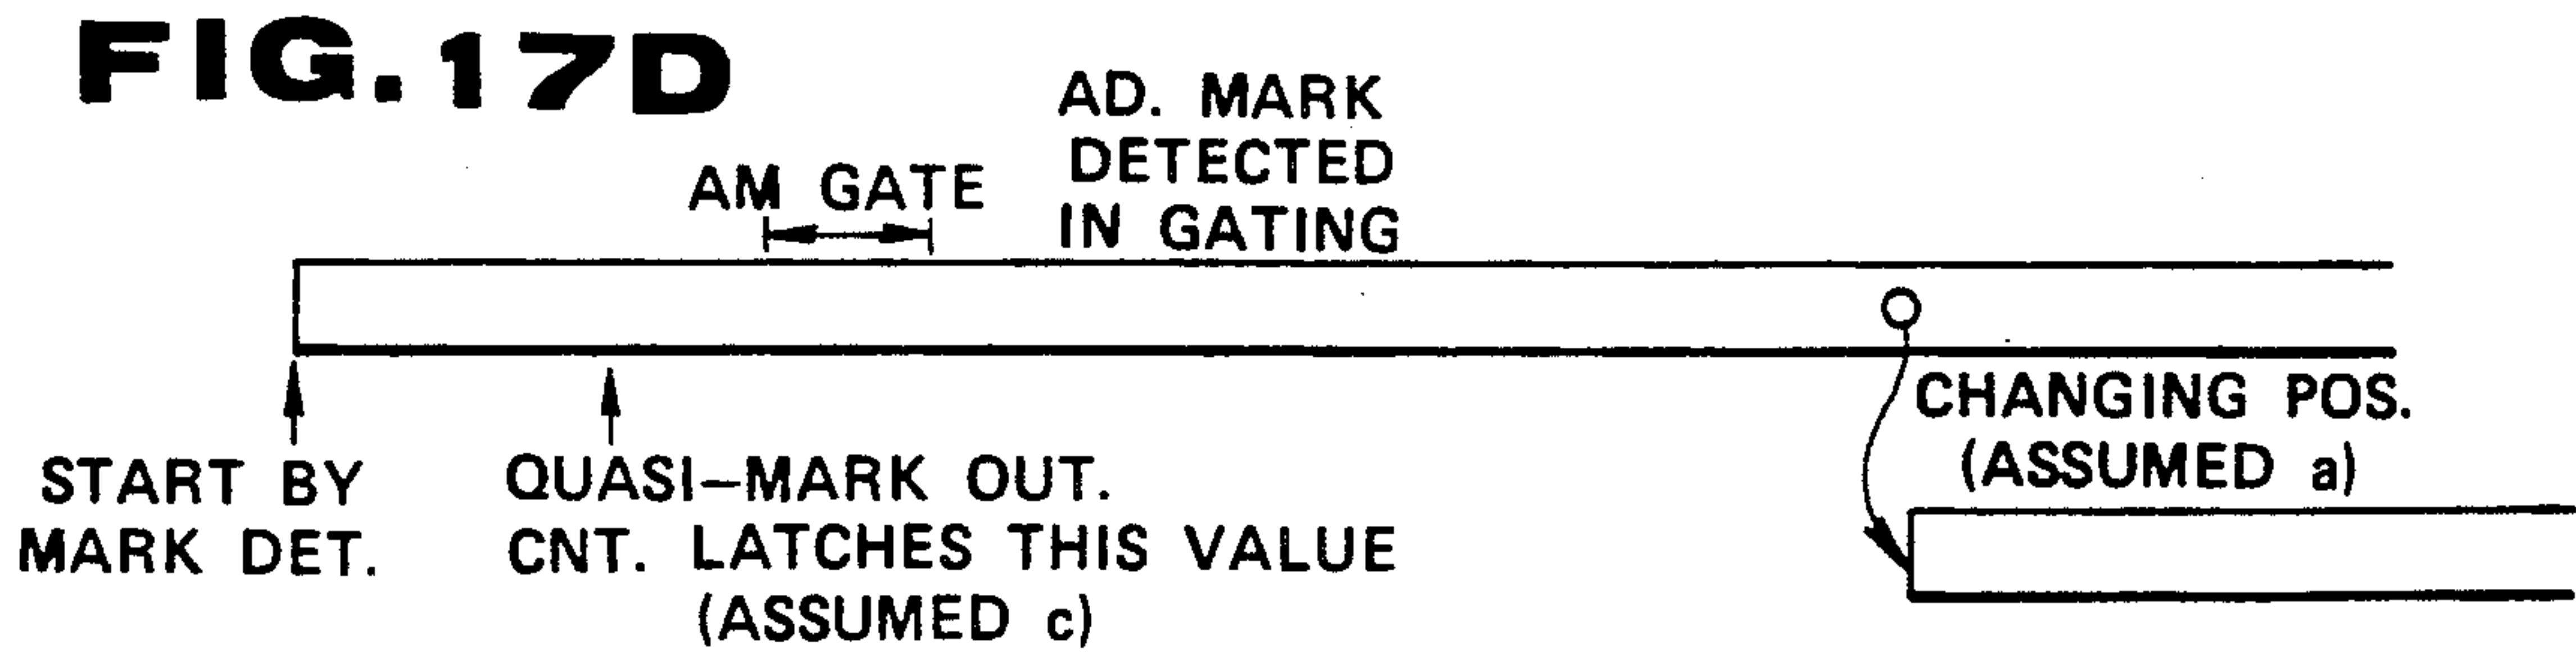 FIG.17D
AM GATE
AD. MARK
DETECTED
IN GATING
START BY
MARK DET.
QUASI-MARK OUT.
CNT. LATCHES THIS VALUE
(ASSUMED c)
CHANGING POS.
(ASSUMED a)